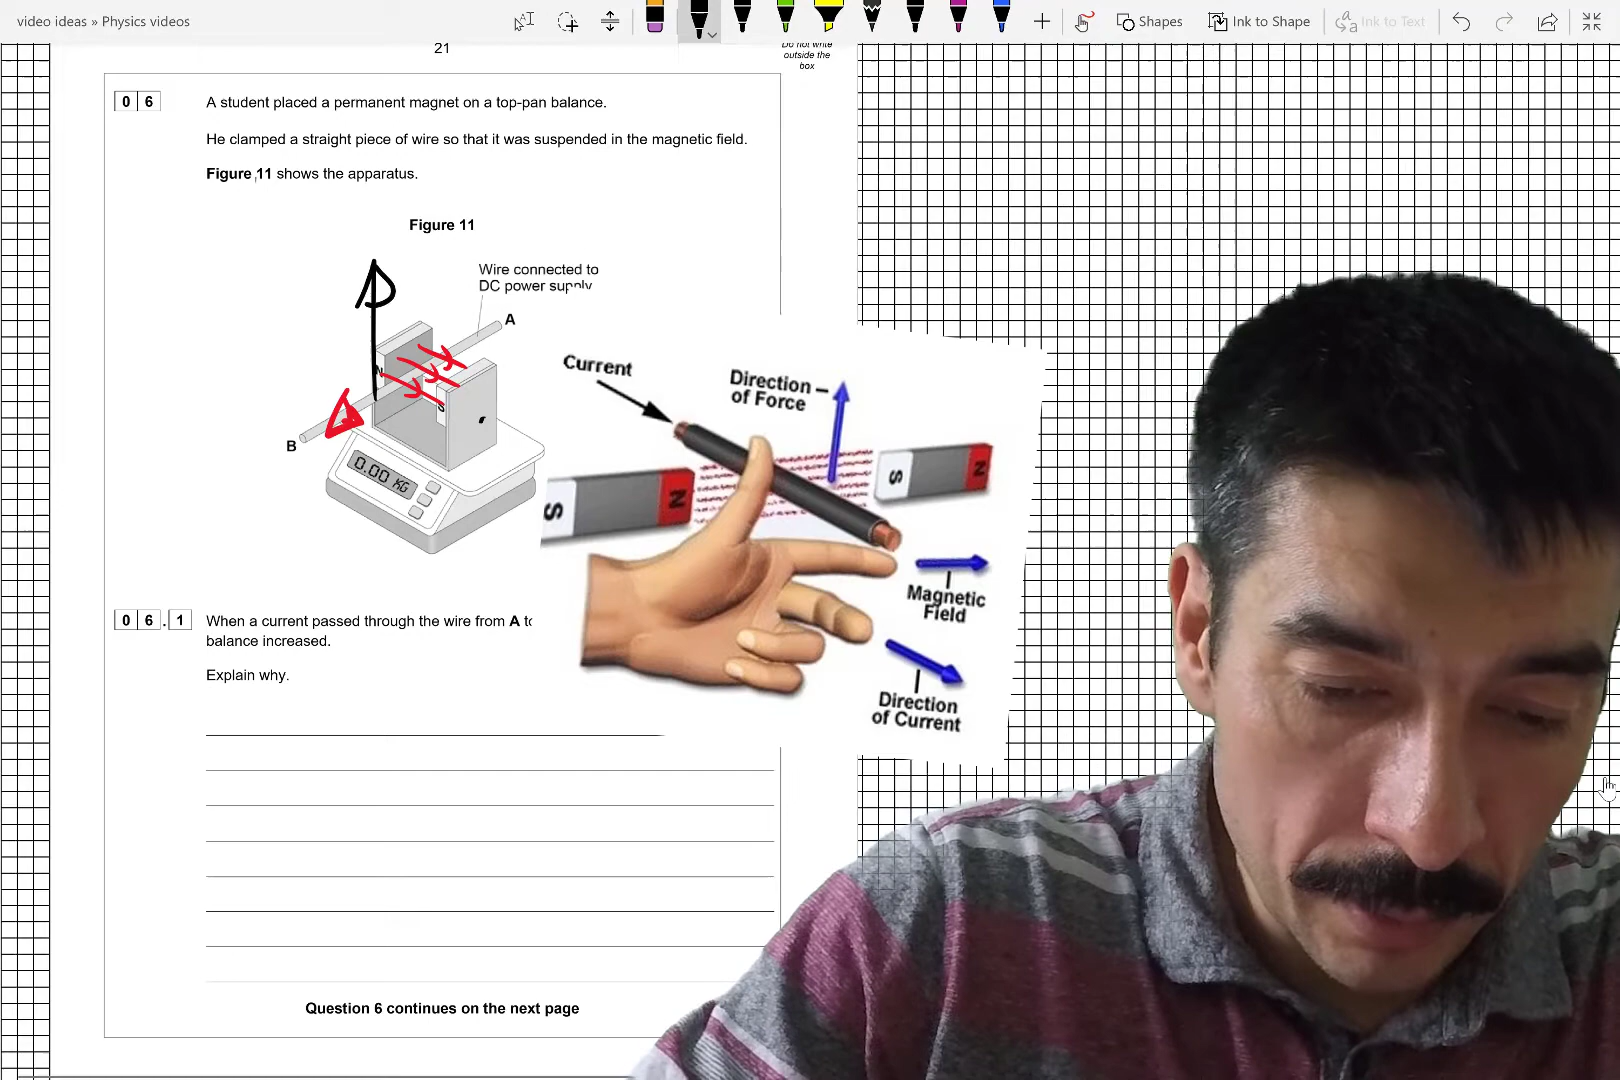 video ideas » Physics videos
Shapes
Ink to Shape
Ink to Text
21
Do not write
outside the
box
0 6
A student placed a permanent magnet on a top-pan balance.
He clamped a straight piece of wire so that it was suspended in the magnetic field.
Figure 11 shows the apparatus.
Figure 11
Wire connected to
DC power supply
A
N
S
B
0.00 KG
Current
Direction
of Force
S N
S N
Magnetic
Field
Direction
of Current
0 6 . 1
When a current passed through the wire from A to
balance increased.
Explain why.
Question 6 continues on the next page